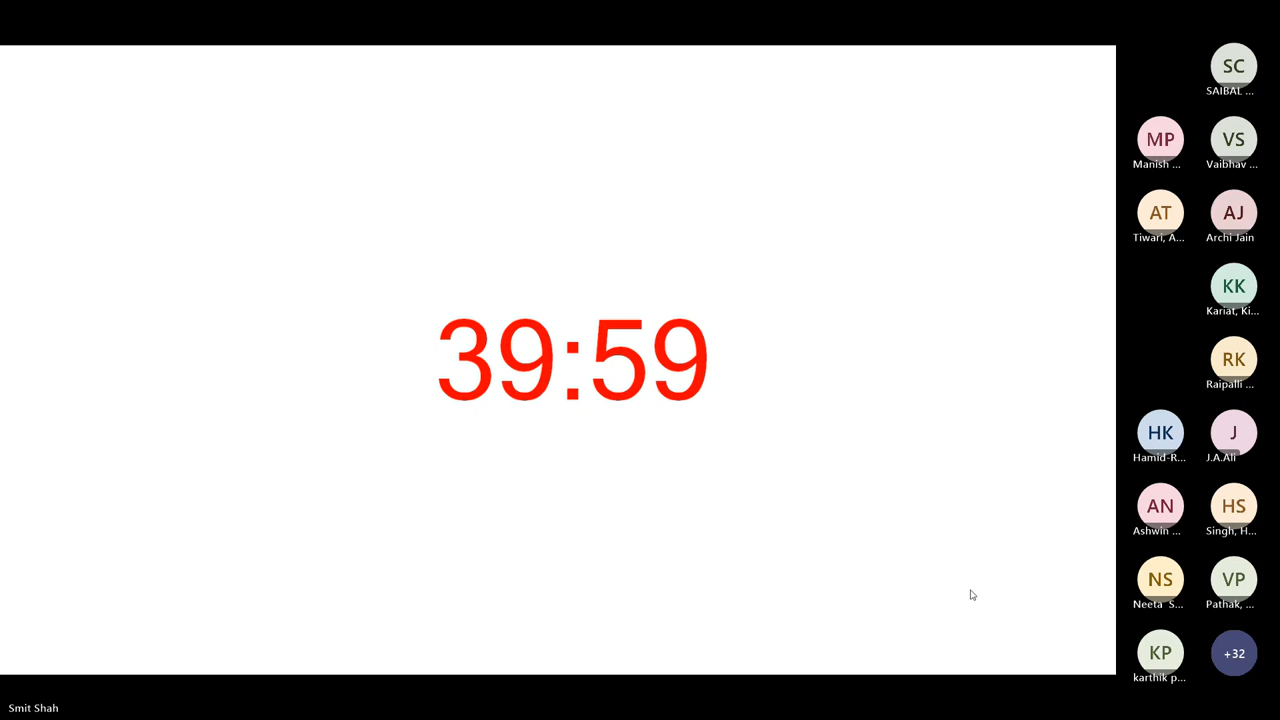 39:59
SC
SAIBAL ...
MP
Manish ...
VS
Vaibhav ...
AT
Tiwari, A...
AJ
Archi Jain
KK
Kariat, Ki...
RK
Raipalli ...
HK
Hamid-R...
J
J.A.Ali
AN
Ashwin ...
HS
Singh, H...
NS
Neeta S...
VP
Pathak, ...
KP
karthik p...
+32
Smit Shah